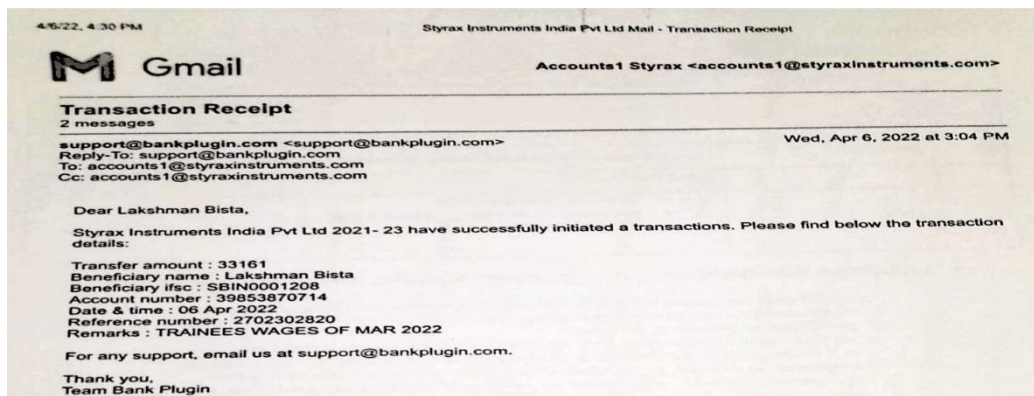 4/6/22, 4:30 PM Styrax Instruments India Pvt Ltd Mail - Transaction Receipt
Gmail Accounts1 Styrax <accounts1@styraxinstruments.com>
Transaction Receipt
2 messages
support@bankplugin.com <support@bankplugin.com> Wed, Apr 6, 2022 at 3:04 PM
Reply-To: support@bankplugin.com
To: accounts1@styraxinstruments.com
Cc: accounts1@styraxinstruments.com
Dear Lakshman Bista,
Styrax Instruments India Pvt Ltd 2021- 23 have successfully initiated a transactions. Please find below the transaction
details:
Transfer amount : 33161
Beneficiary name : Lakshman Bista
Beneficiary ifsc : SBIN0001208
Account number : 39853870714
Date & time : 06 Apr 2022
Reference number : 2702302820
Remarks : TRAINEES WAGES OF MAR 2022
For any support, email us at support@bankplugin.com.
Thank you,
Team Bank Plugin